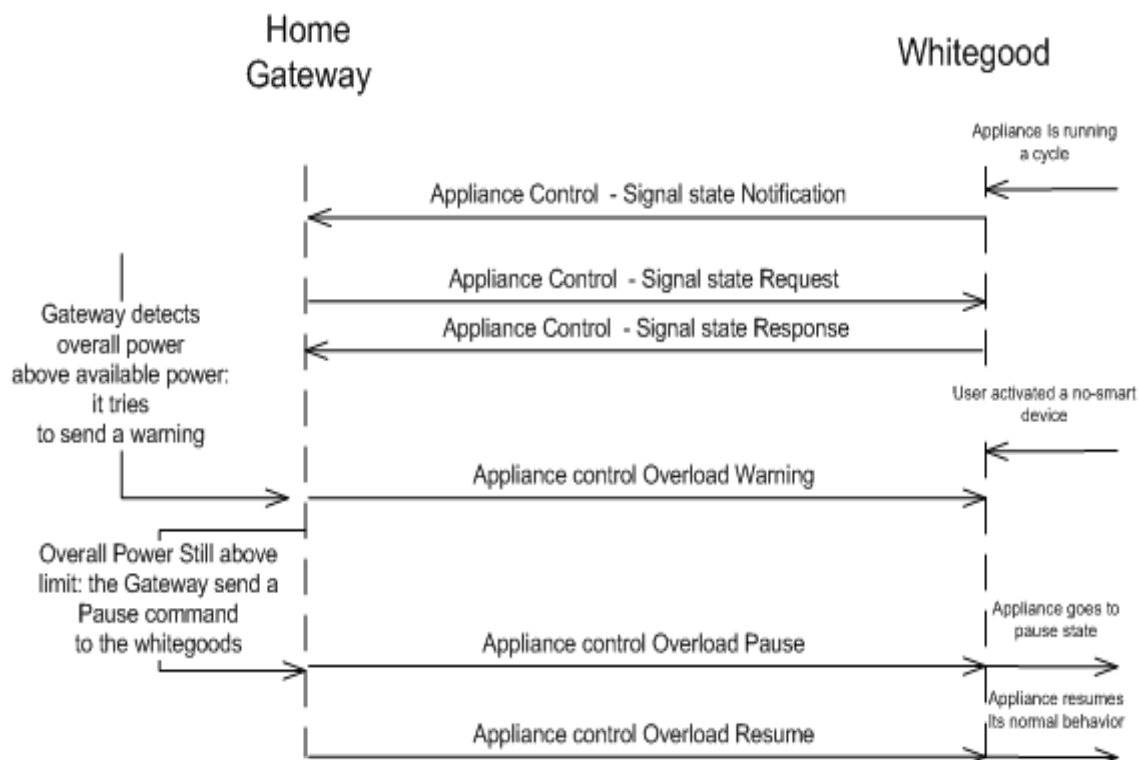 Home
Gateway
Whitegood
Appliance Is running
a cycle
Appliance Control - Signal state Notification
Appliance Control - Signal state Request
Gateway detects
overall power
above available power:
it tries
to send a warning
Appliance Control - Signal state Response
User activated a no-smart
device
Appliance control Overload Warning
Overall Power Still above
limit: the Gateway send a
Pause command
to the whitegoods
Appliance goes to
pause state
Appliance control Overload Pause
Appliance resumes
Its normal behavior
Appliance control Overload Resume